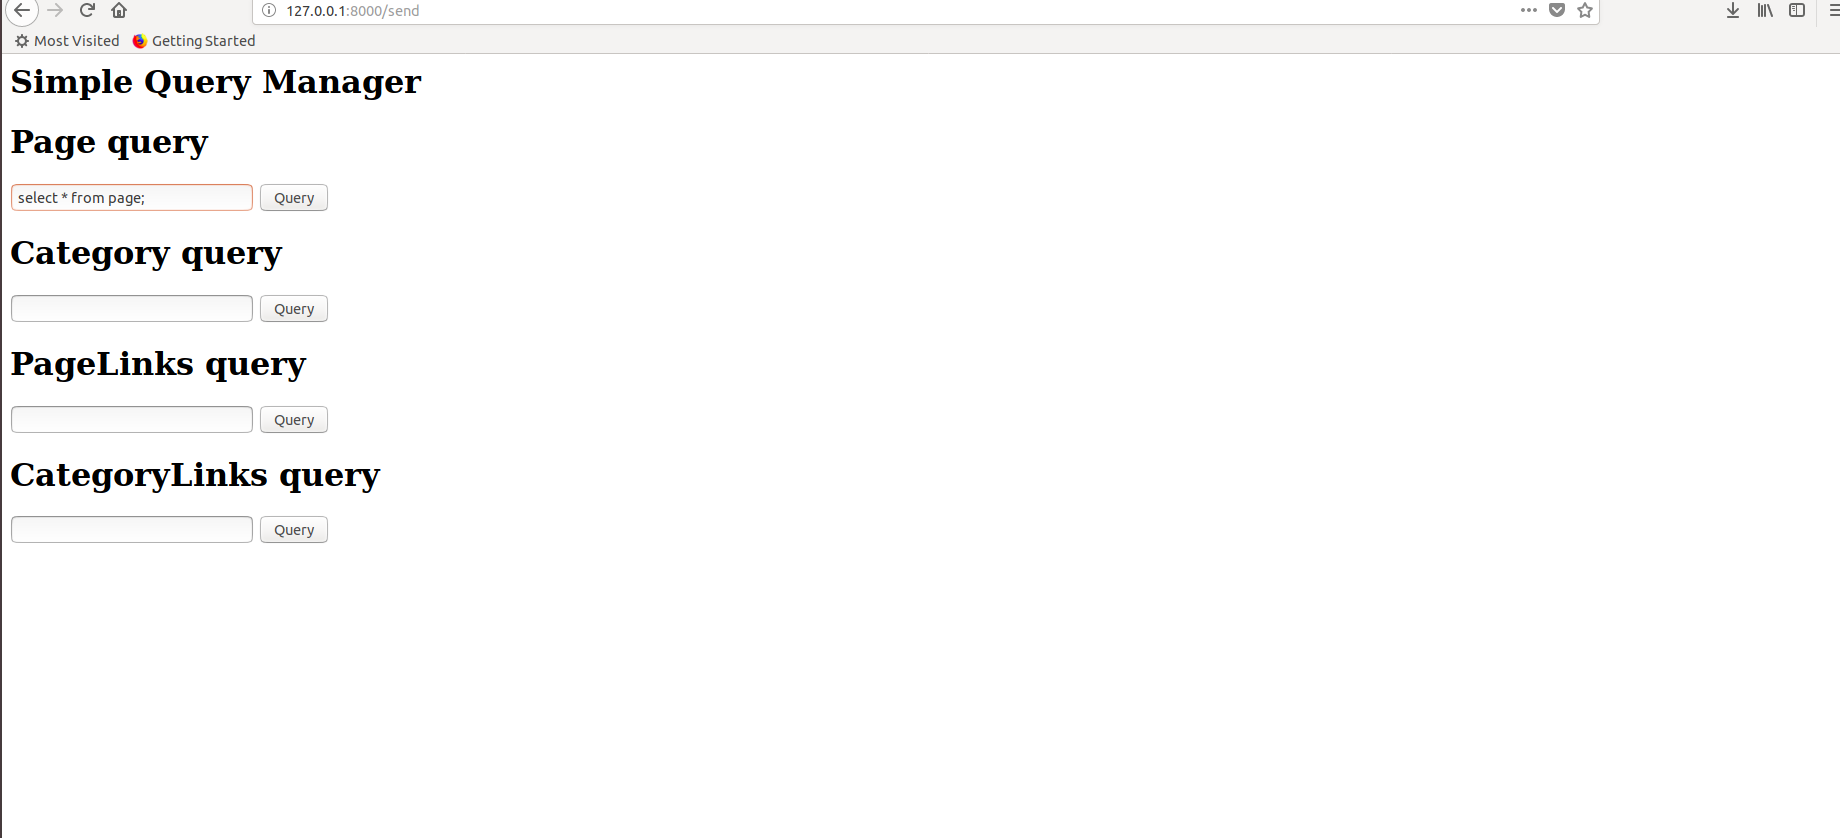 127.0.0.1:8000/send
Most Visited Getting Started
Simple Query Manager
Page query
select * from page; Query
Category query
Query
PageLinks query
Query
CategoryLinks query
Query